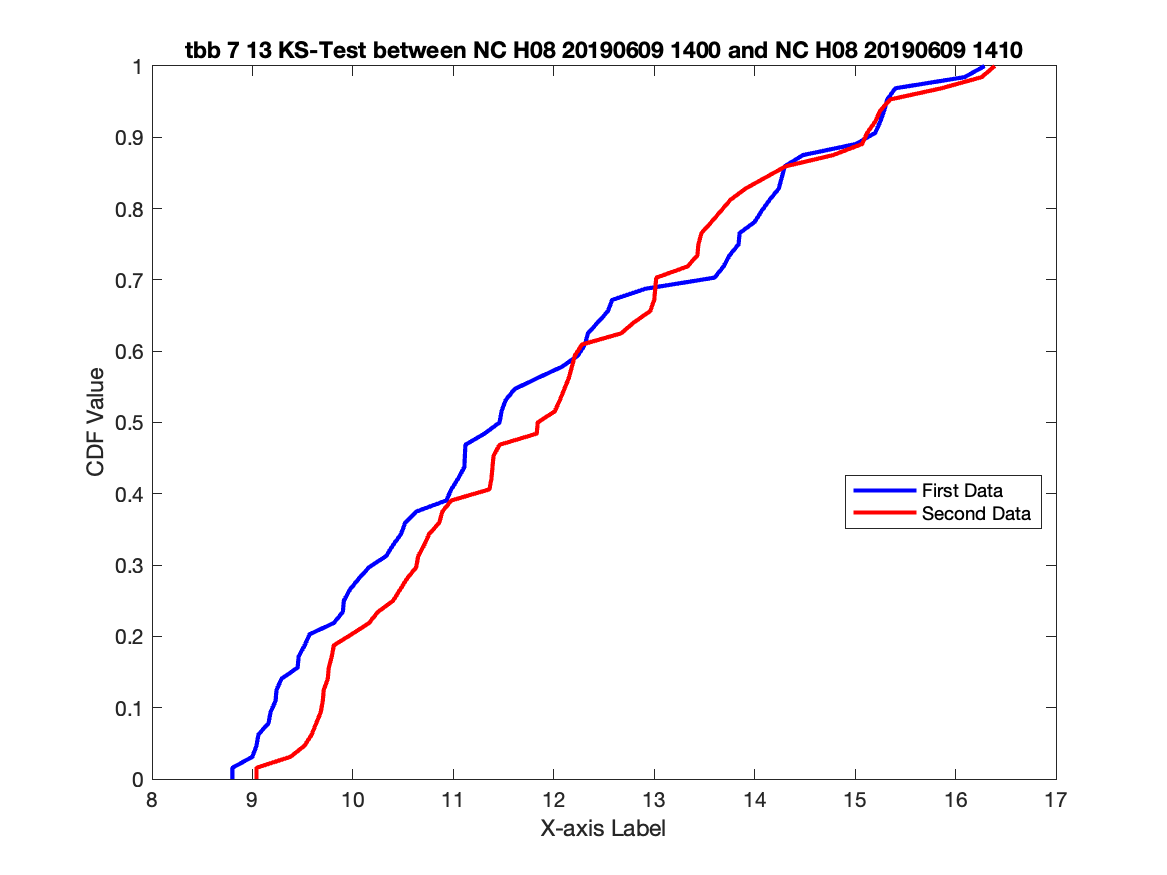 tbb 7 13 KS-Test between NC H08 20190609 1400 and NC H08 20190609 1410
1
0.9
0.8
0.7
0.6
0.5
0.4
0.3
0.2
0.1
0
CDF Value
First Data
Second Data
8 9 10 11 12 13 14 15 16 17
X-axis Label